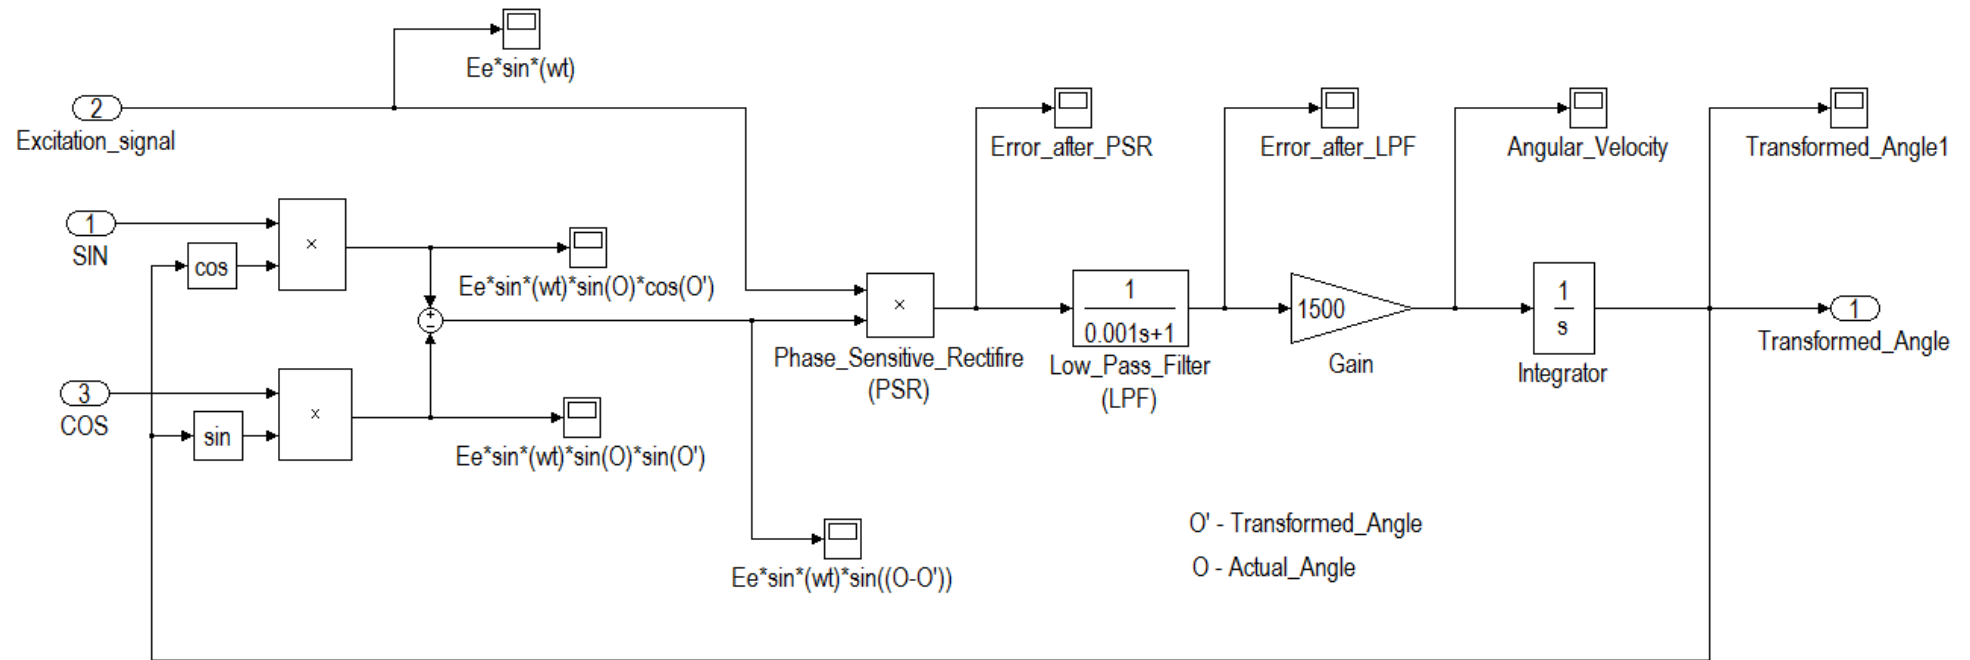 Ee*sin*(wt)
2
Excitation_signal
Error_after_PSR
Error_after_LPF
Angular_Velocity
Transformed_Angle1
1
SIN
cos
×
Ee*sin*(wt)*sin(O)*cos(O')
+
−
×
Phase_Sensitive_Rectifire
(PSR)
1
0.001s+1
Low_Pass_Filter
(LPF)
1500
Gain
1
s
Integrator
1
Transformed_Angle
3
COS
sin
×
Ee*sin*(wt)*sin(O)*sin(O')
Ee*sin*(wt)*sin((O-O'))
O' - Transformed_Angle
O - Actual_Angle